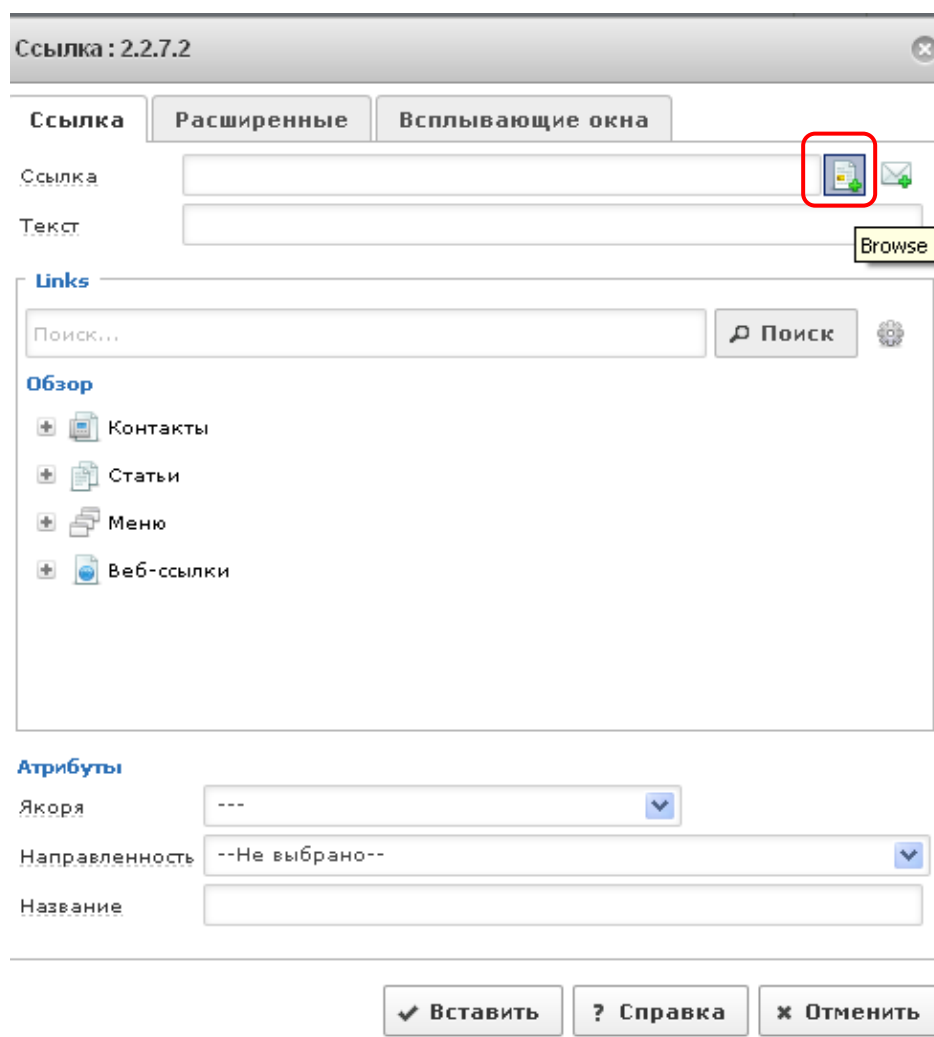 Ссылка : 2.2.7.2
Ссылка Расширенные Всплывающие окна
Ссылка
Текст
Browse
Links
Поиск... Поиск
Обзор
Контакты
Статьи
Меню
Веб-ссылки
Атрибуты
Якоря ---
Направленность --Не выбрано--
Название
Вставить ? Справка Отменить